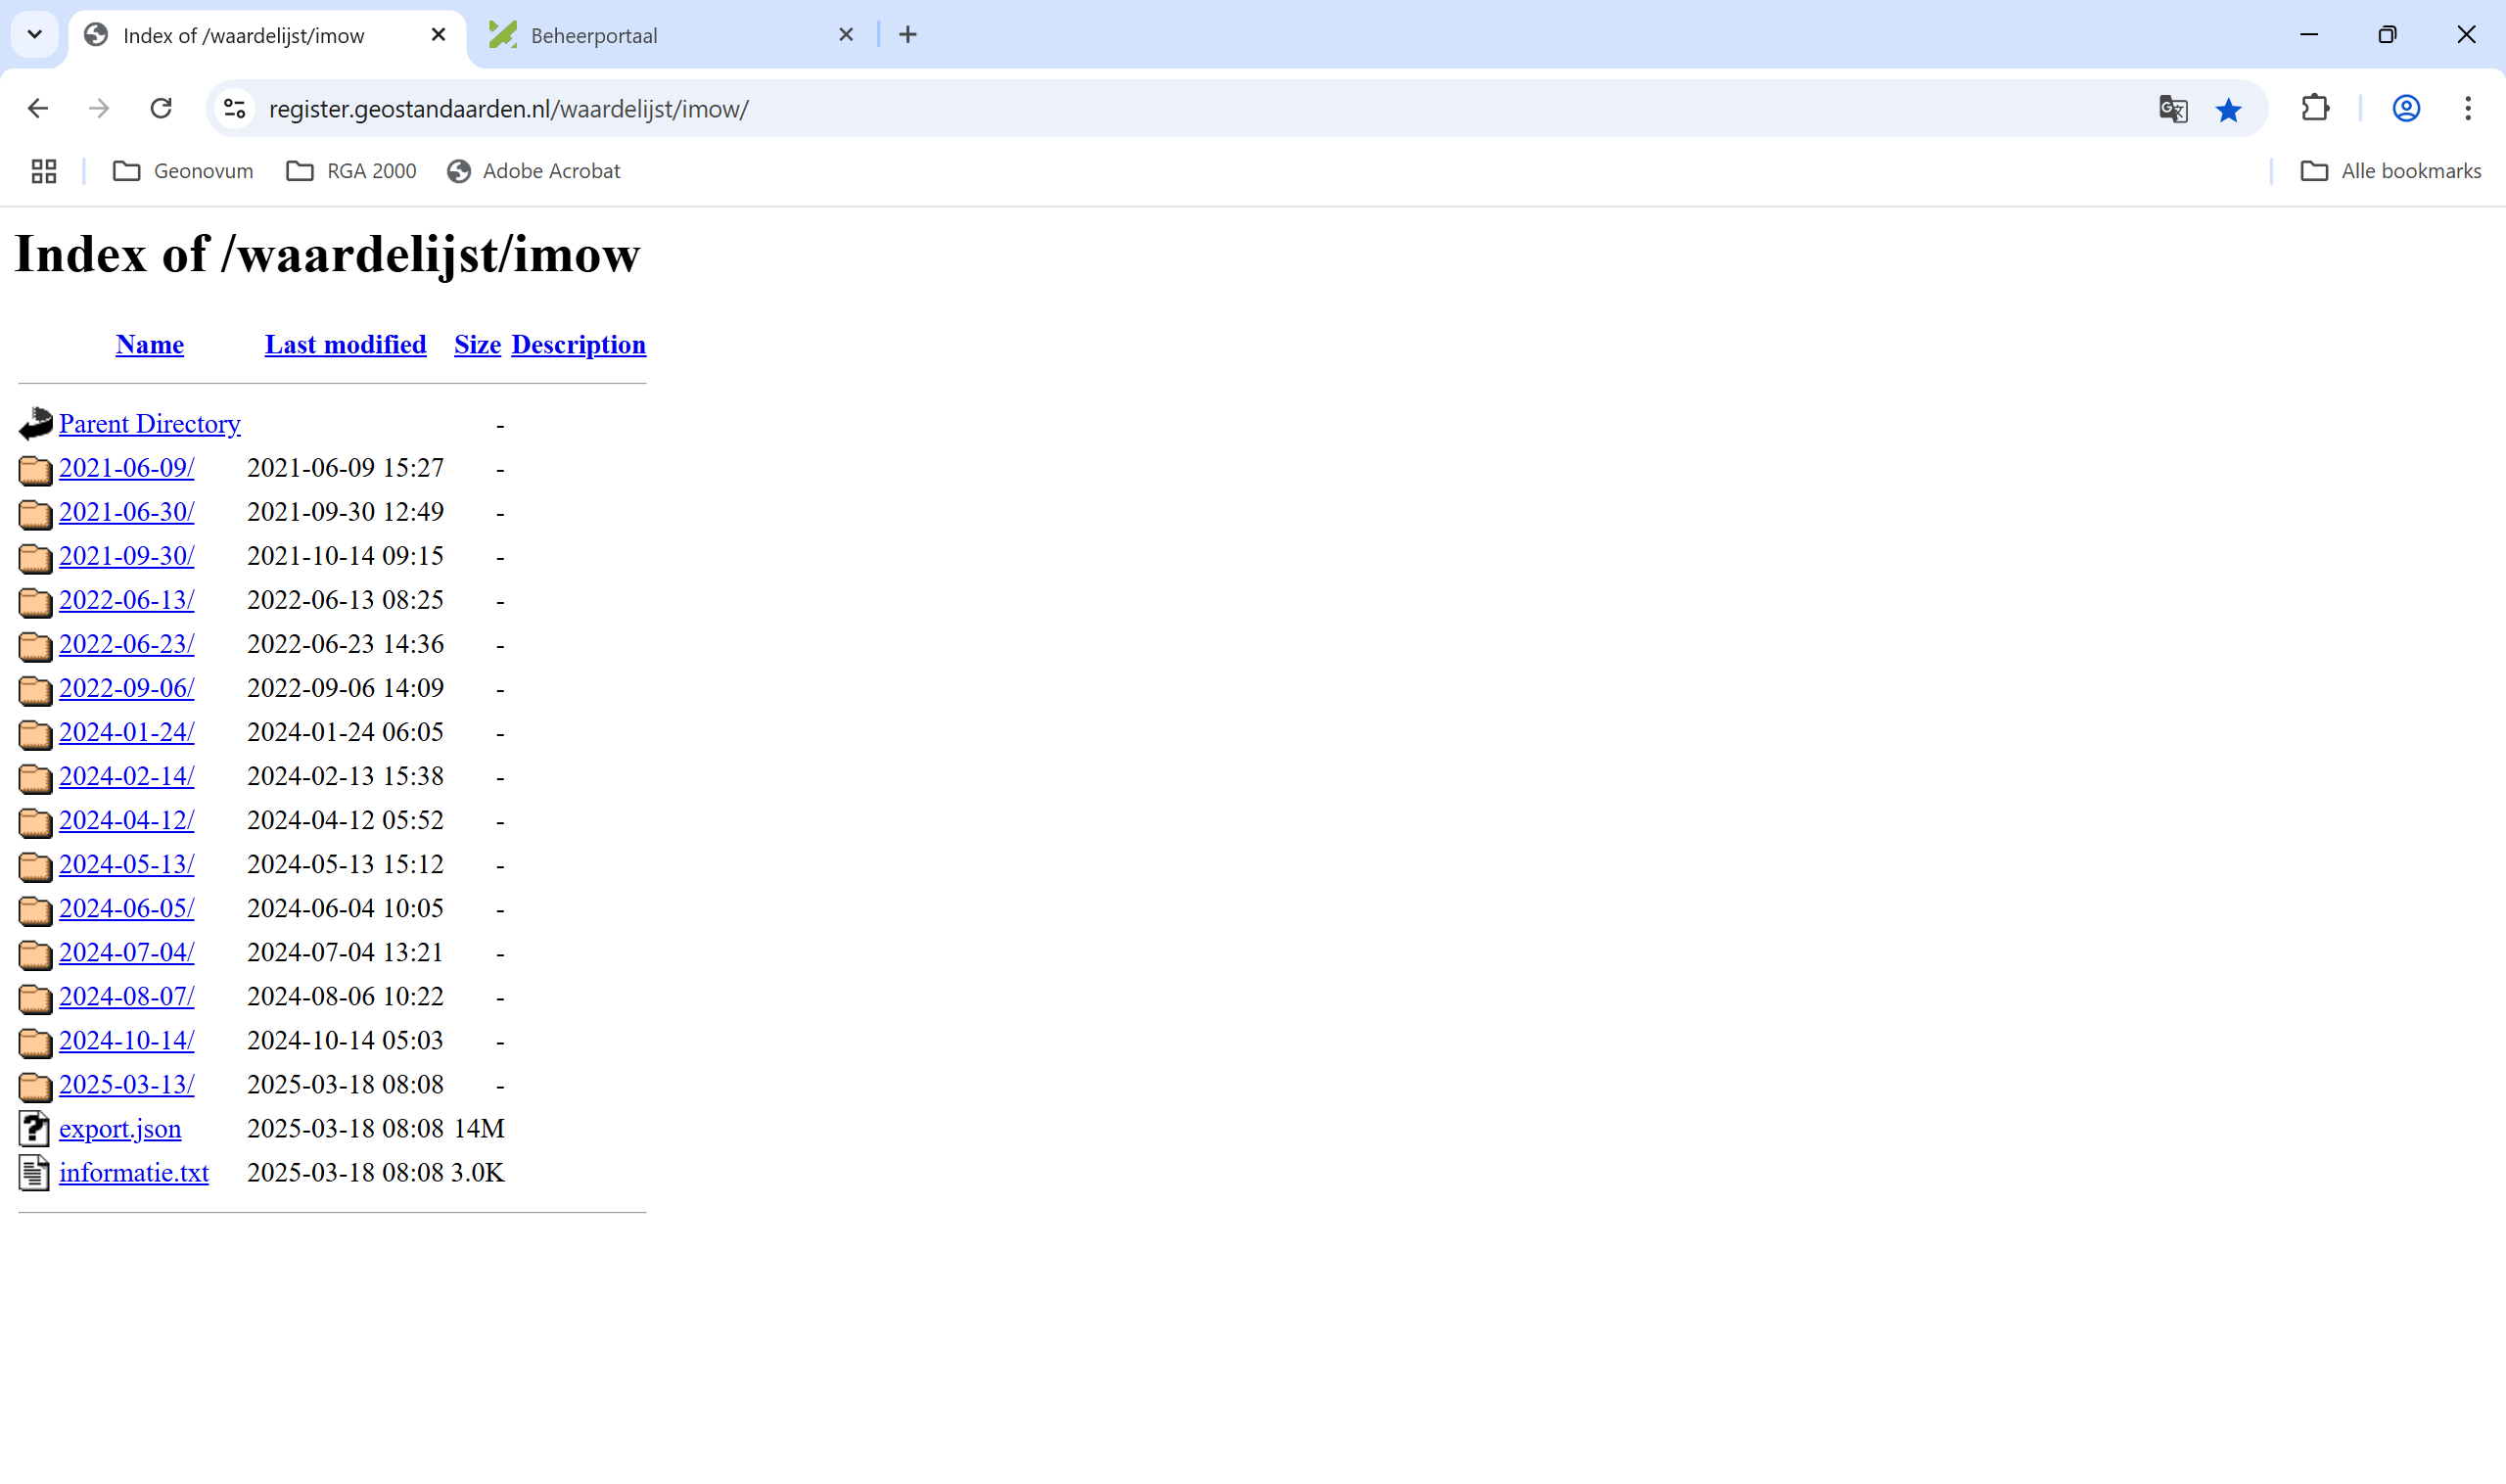 Index of /waardelijst/imow
Beheerportaal
register.geostandaarden.nl/waardelijst/imow/
Geonovum RGA 2000 Adobe Acrobat Alle bookmarks
Index of /waardelijst/imow
Name Last modified Size Description
Parent Directory -
2021-06-09/ 2021-06-09 15:27 -
2021-06-30/ 2021-09-30 12:49 -
2021-09-30/ 2021-10-14 09:15 -
2022-06-13/ 2022-06-13 08:25 -
2022-06-23/ 2022-06-23 14:36 -
2022-09-06/ 2022-09-06 14:09 -
2024-01-24/ 2024-01-24 06:05 -
2024-02-14/ 2024-02-13 15:38 -
2024-04-12/ 2024-04-12 05:52 -
2024-05-13/ 2024-05-13 15:12 -
2024-06-05/ 2024-06-04 10:05 -
2024-07-04/ 2024-07-04 13:21 -
2024-08-07/ 2024-08-06 10:22 -
2024-10-14/ 2024-10-14 05:03 -
2025-03-13/ 2025-03-18 08:08 -
export.json 2025-03-18 08:08 14M
informatie.txt 2025-03-18 08:08 3.0K